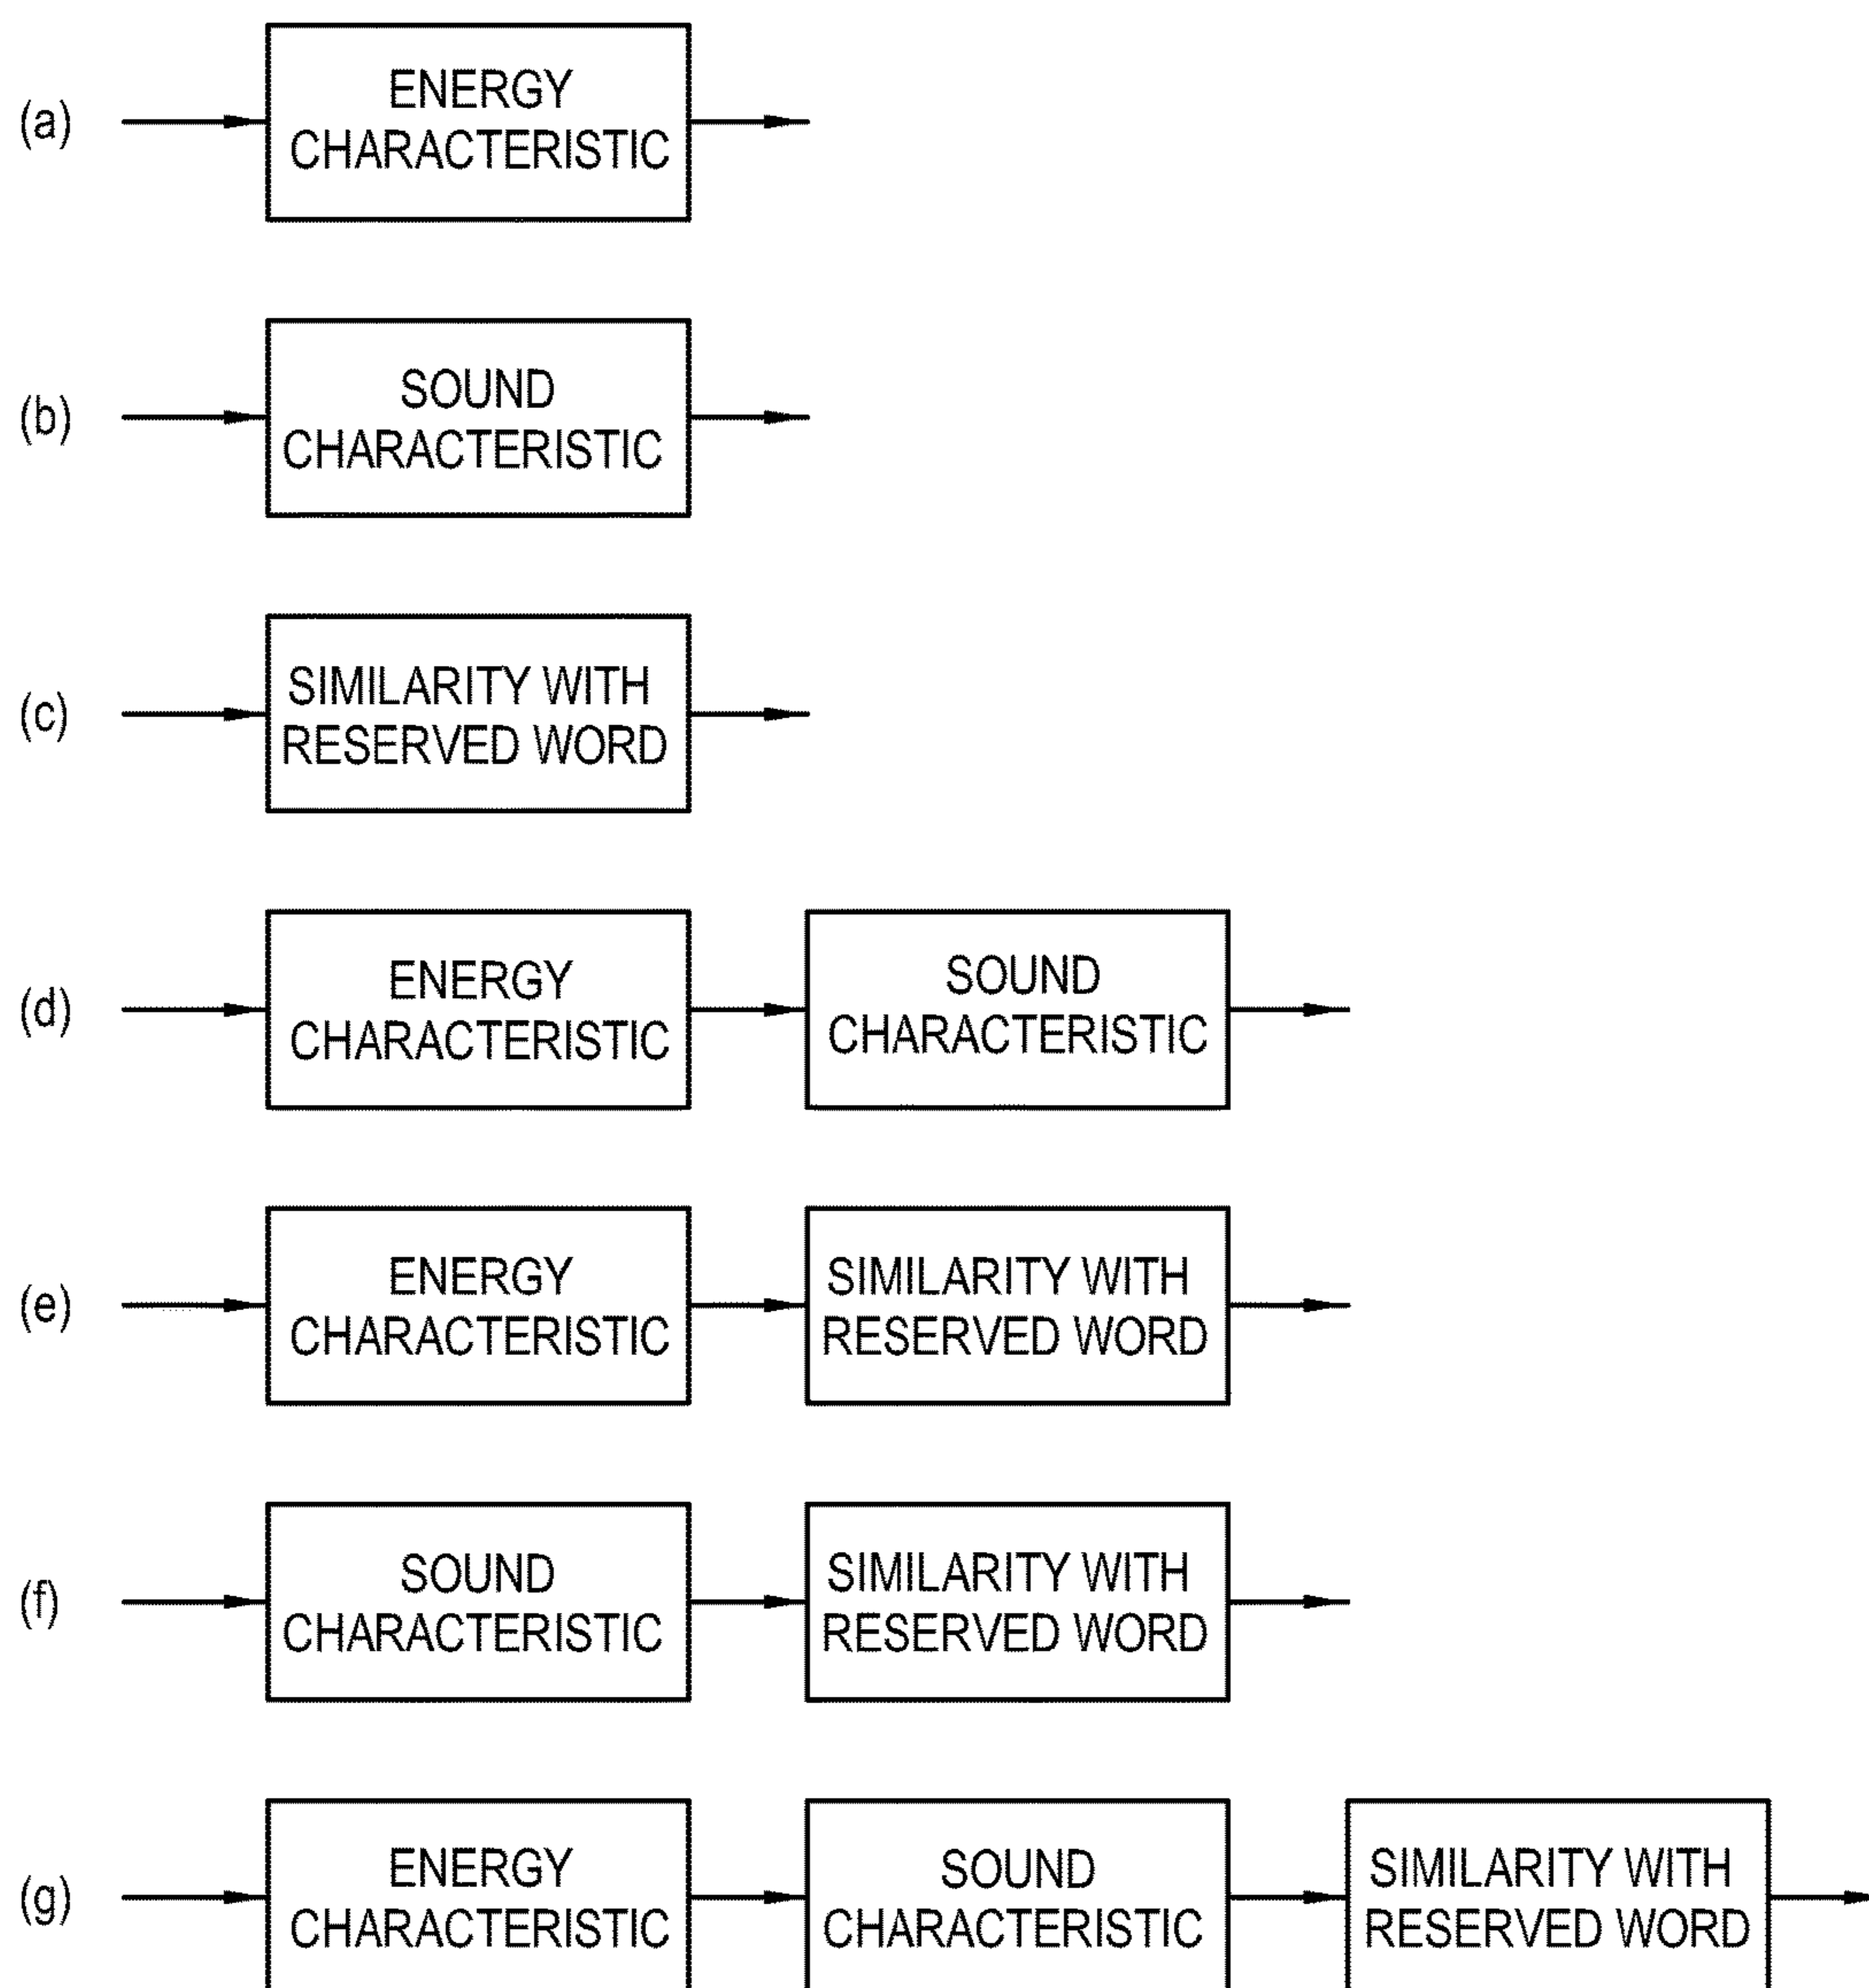 (a)
ENERGY
CHARACTERISTIC
(b)
SOUND
CHARACTERISTIC
(c)
SIMILARITY WITH
RESERVED WORD
(d)
ENERGY
CHARACTERISTIC
SOUND
CHARACTERISTIC
(e)
ENERGY
CHARACTERISTIC
SIMILARITY WITH
RESERVED WORD
(f)
SOUND
CHARACTERISTIC
SIMILARITY WITH
RESERVED WORD
(g)
ENERGY
CHARACTERISTIC
SOUND
CHARACTERISTIC
SIMILARITY WITH
RESERVED WORD